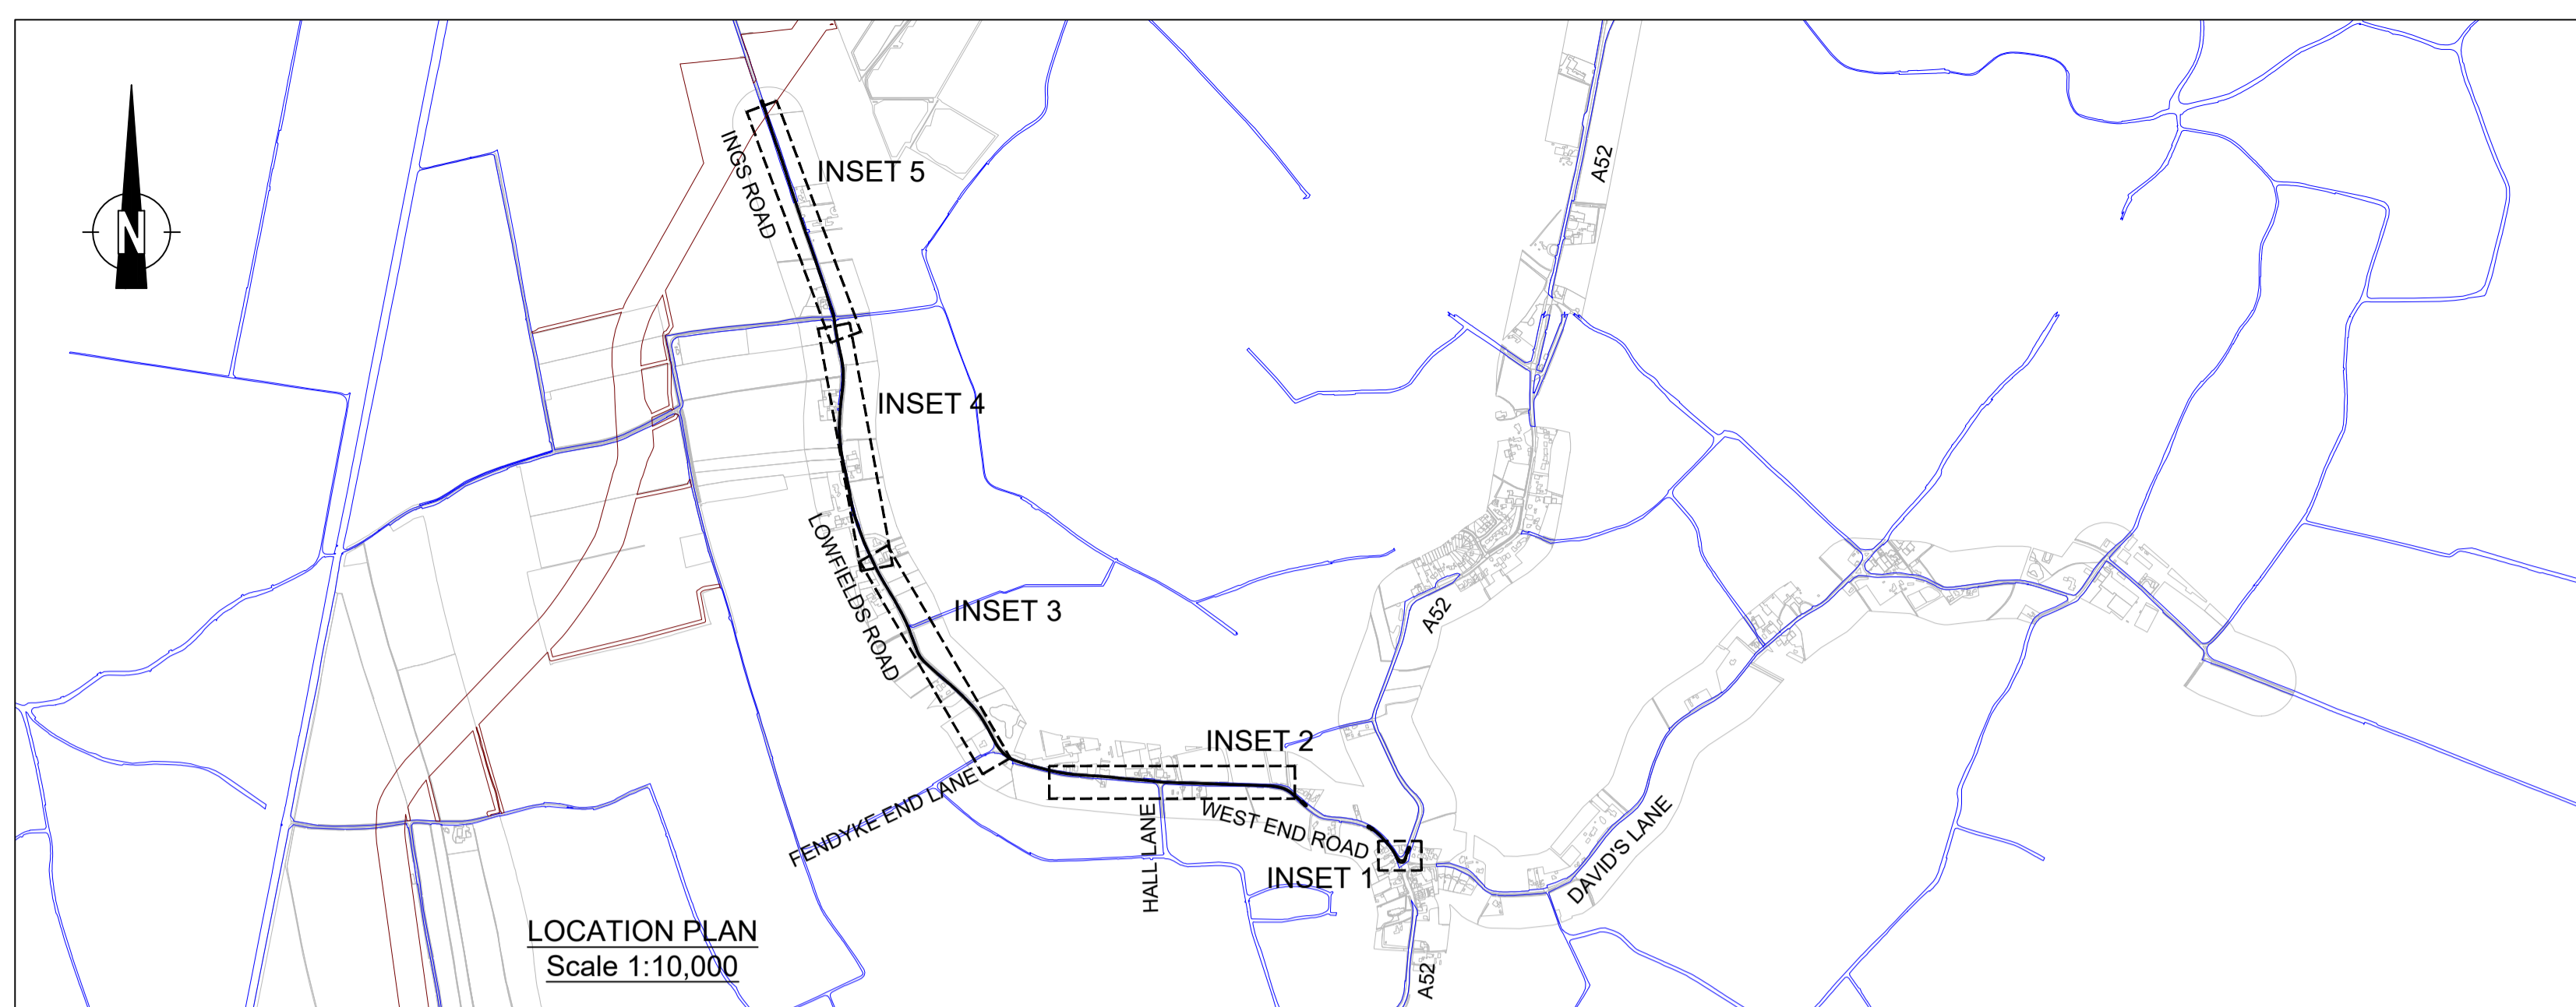 A52
N
INSET 5
INGS ROAD
INSET 4
LOWFIELDS ROAD
INSET 3
A52
INSET 2
FENDYKE END LANE
HALL LANE
WEST END ROAD
INSET 1
DAVID'S LANE
LOCATION PLAN
Scale 1:10,000
A52